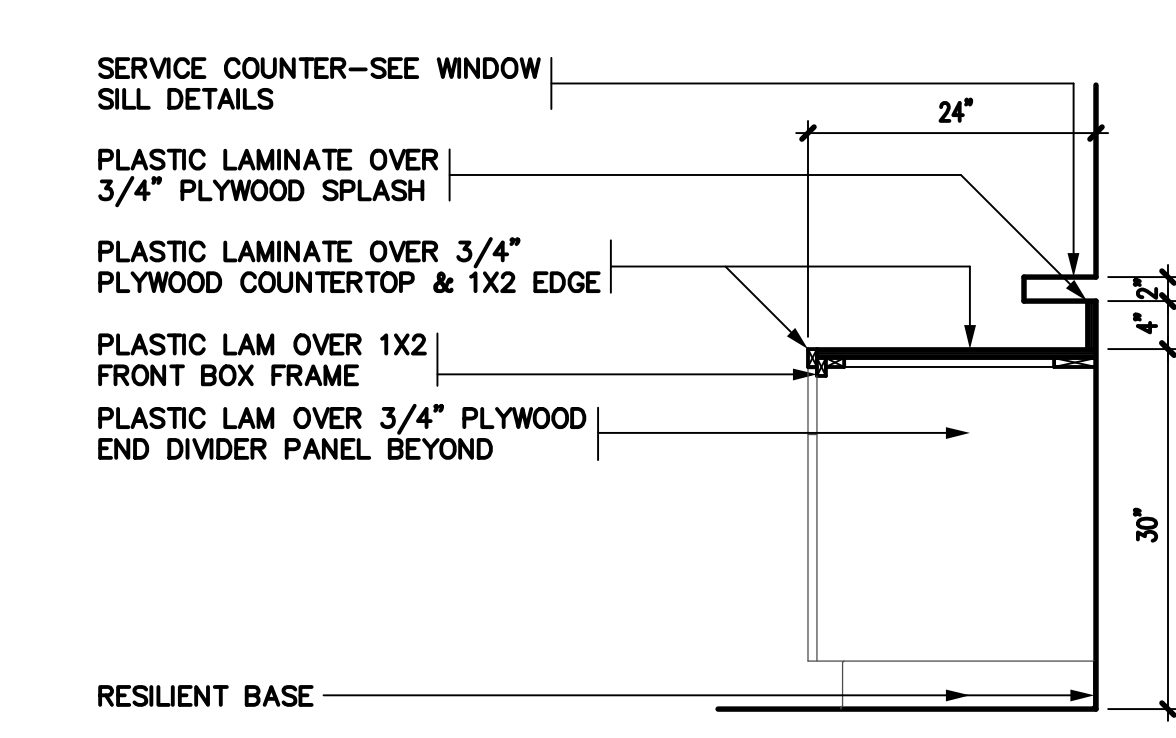 SERVICE COUNTER-SEE WINDOW
SILL DETAILS
24"
PLASTIC LAMINATE OVER
3/4" PLYWOOD SPLASH
PLASTIC LAMINATE OVER 3/4"
PLYWOOD COUNTERTOP & 1X2 EDGE
2"
4"
PLASTIC LAM OVER 1X2
FRONT BOX FRAME
PLASTIC LAM OVER 3/4" PLYWOOD
END DIVIDER PANEL BEYOND
30"
RESILIENT BASE